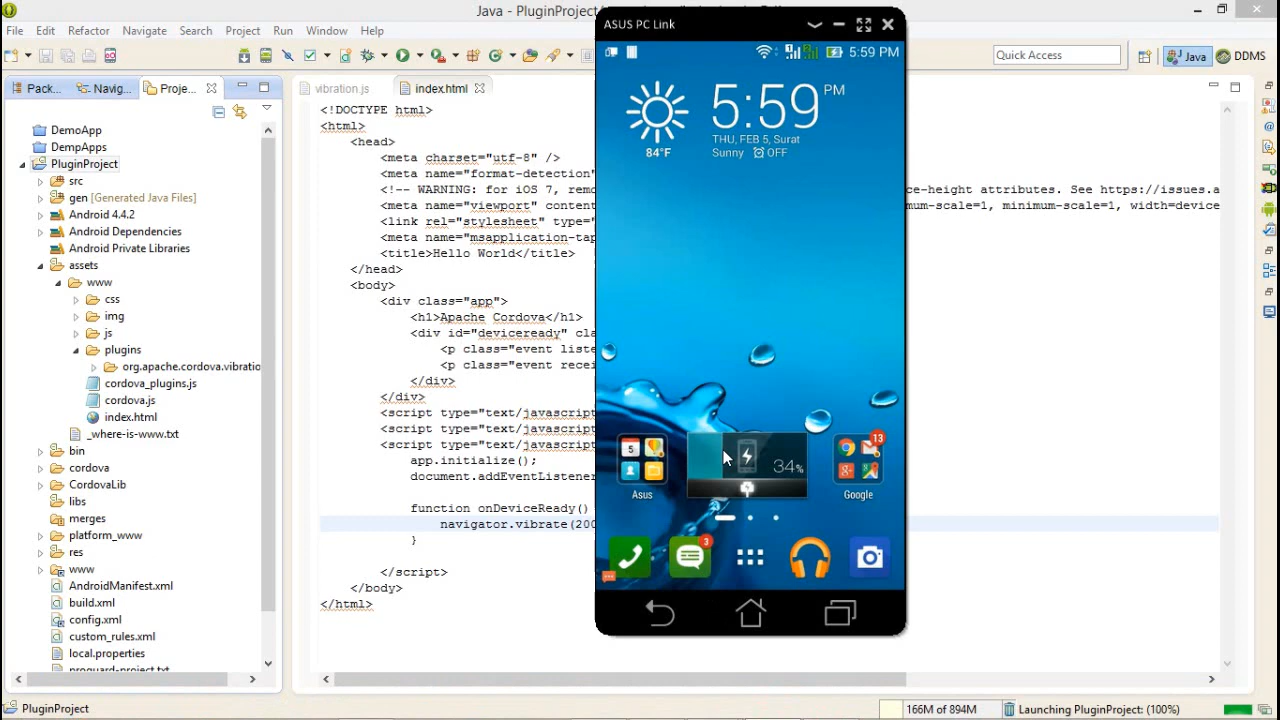 Java - PluginProject
File Edit Refactor Navigate Search Project Run Window Help
Quick Access
Java
DDMS
Pack...
Navig...
Proje...
DemoApp
PluginProject
src
gen [Generated Java Files]
Android 4.4.2
Android Dependencies
Android Private Libraries
assets
www
css
img
js
plugins
org.apache.cordova.vibratio
cordova_plugins.js
cordova.js
index.html
_where-is-www.txt
bin
cordova
CordovaLib
libs
merges
platform_www
res
www
AndroidManifest.xml
build.xml
config.xml
custom_rules.xml
local.properties
proguard-project.txt
vibration.js
index.html
<!DOCTYPE html>
<html>
<head>
<meta charset="utf-8" />
<meta name="format-detection"
<!-- WARNING: for iOS 7, remo
ce-height attributes. See https://issues.a
<meta name="viewport" content
mum-scale=1, minimum-scale=1, width=device
<link rel="stylesheet" type="
<meta name="msapplication-tap
<title>Hello World</title>
</head>
<body>
<div class="app">
<h1>Apache Cordova</h1>
<div id="deviceready" cla
<p class="event liste
<p class="event recei
</div>
</div>
<script type="text/javascript
<script type="text/javascript
<script type="text/javascript
app.initialize();
document.addEventListener
function onDeviceReady()
navigator.vibrate(200
}
</script>
</body>
</html>
ASUS PC Link
5:59 PM
5:59 PM
THU, FEB 5, Surat
Sunny OFF
84°F
5
34%
13
Asus
Google
3
PluginProject
166M of 894M
Launching PluginProject: (100%)